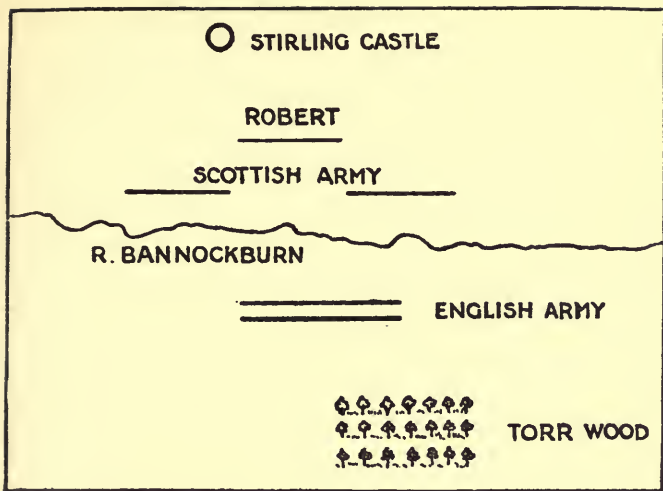 STIRLING CASTLE
ROBERT
SCOTTISH ARMY
R. BANNOCKBURN
ENGLISH ARMY
TORR WOOD